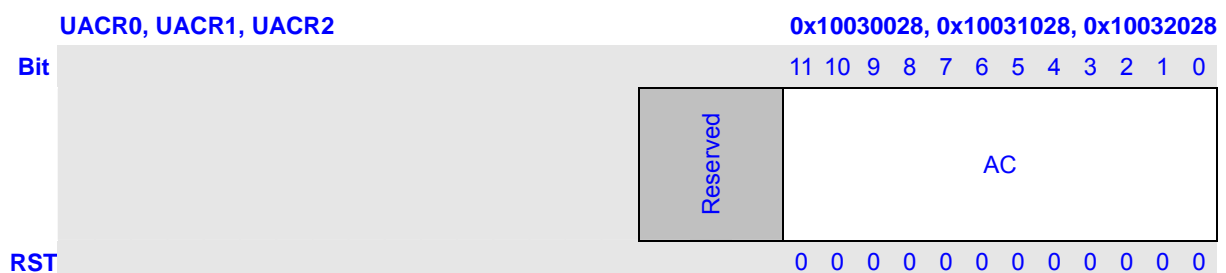 UACR0, UACR1, UACR2 0x10030028, 0x10031028, 0x10032028
Bit 11 10 9 8 7 6 5 4 3 2 1 0
Reserved AC
RST 0 0 0 0 0 0 0 0 0 0 0 0